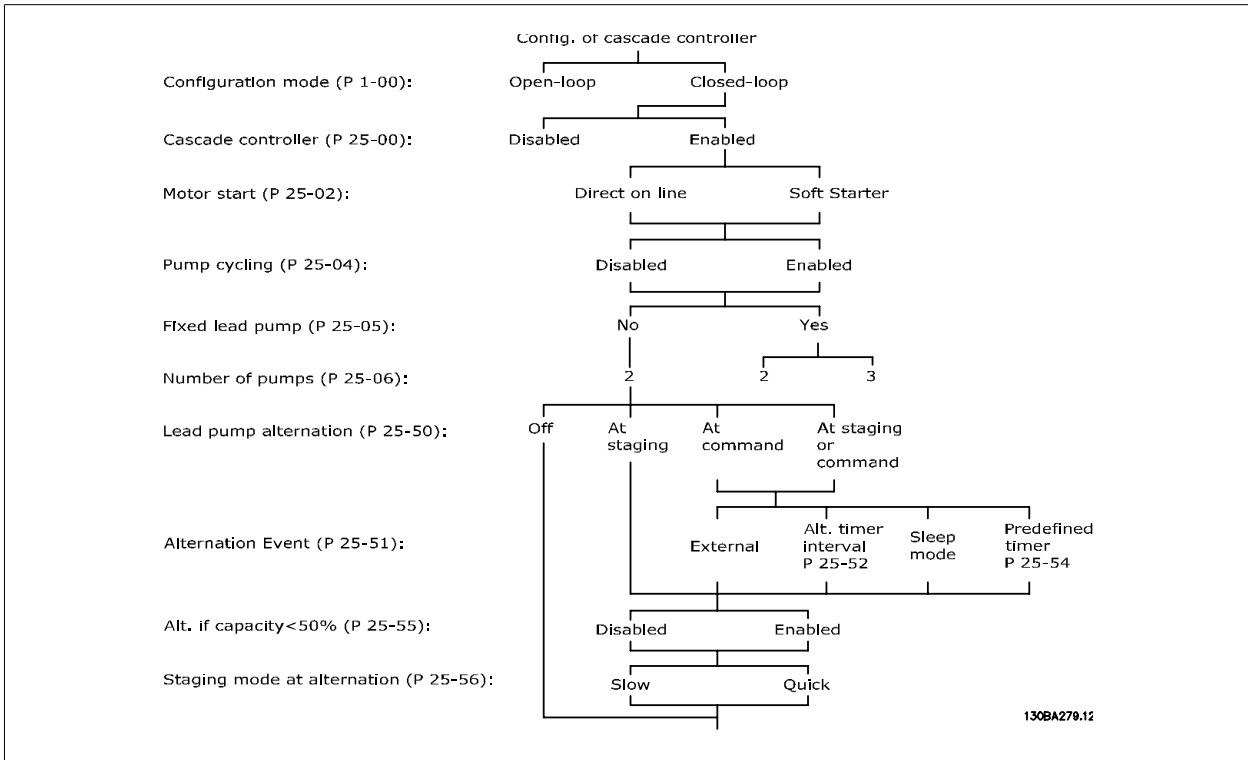 Config. of cascade controller
Configuration mode (P 1-00): Open-loop Closed-loop
Cascade controller (P 25-00): Disabled Enabled
Motor start (P 25-02): Direct on line Soft Starter
Pump cycling (P 25-04): Disabled Enabled
Fixed lead pump (P 25-05): No Yes
Number of pumps (P 25-06): 2 2 3
Lead pump alternation (P 25-50): Off At staging At command At staging or command
Alternation Event (P 25-51): External Alt. timer interval P 25-52 Sleep mode Predefined timer P 25-54
Alt. if capacity<50% (P 25-55): Disabled Enabled
Staging mode at alternation (P 25-56): Slow Quick
130BA279.12